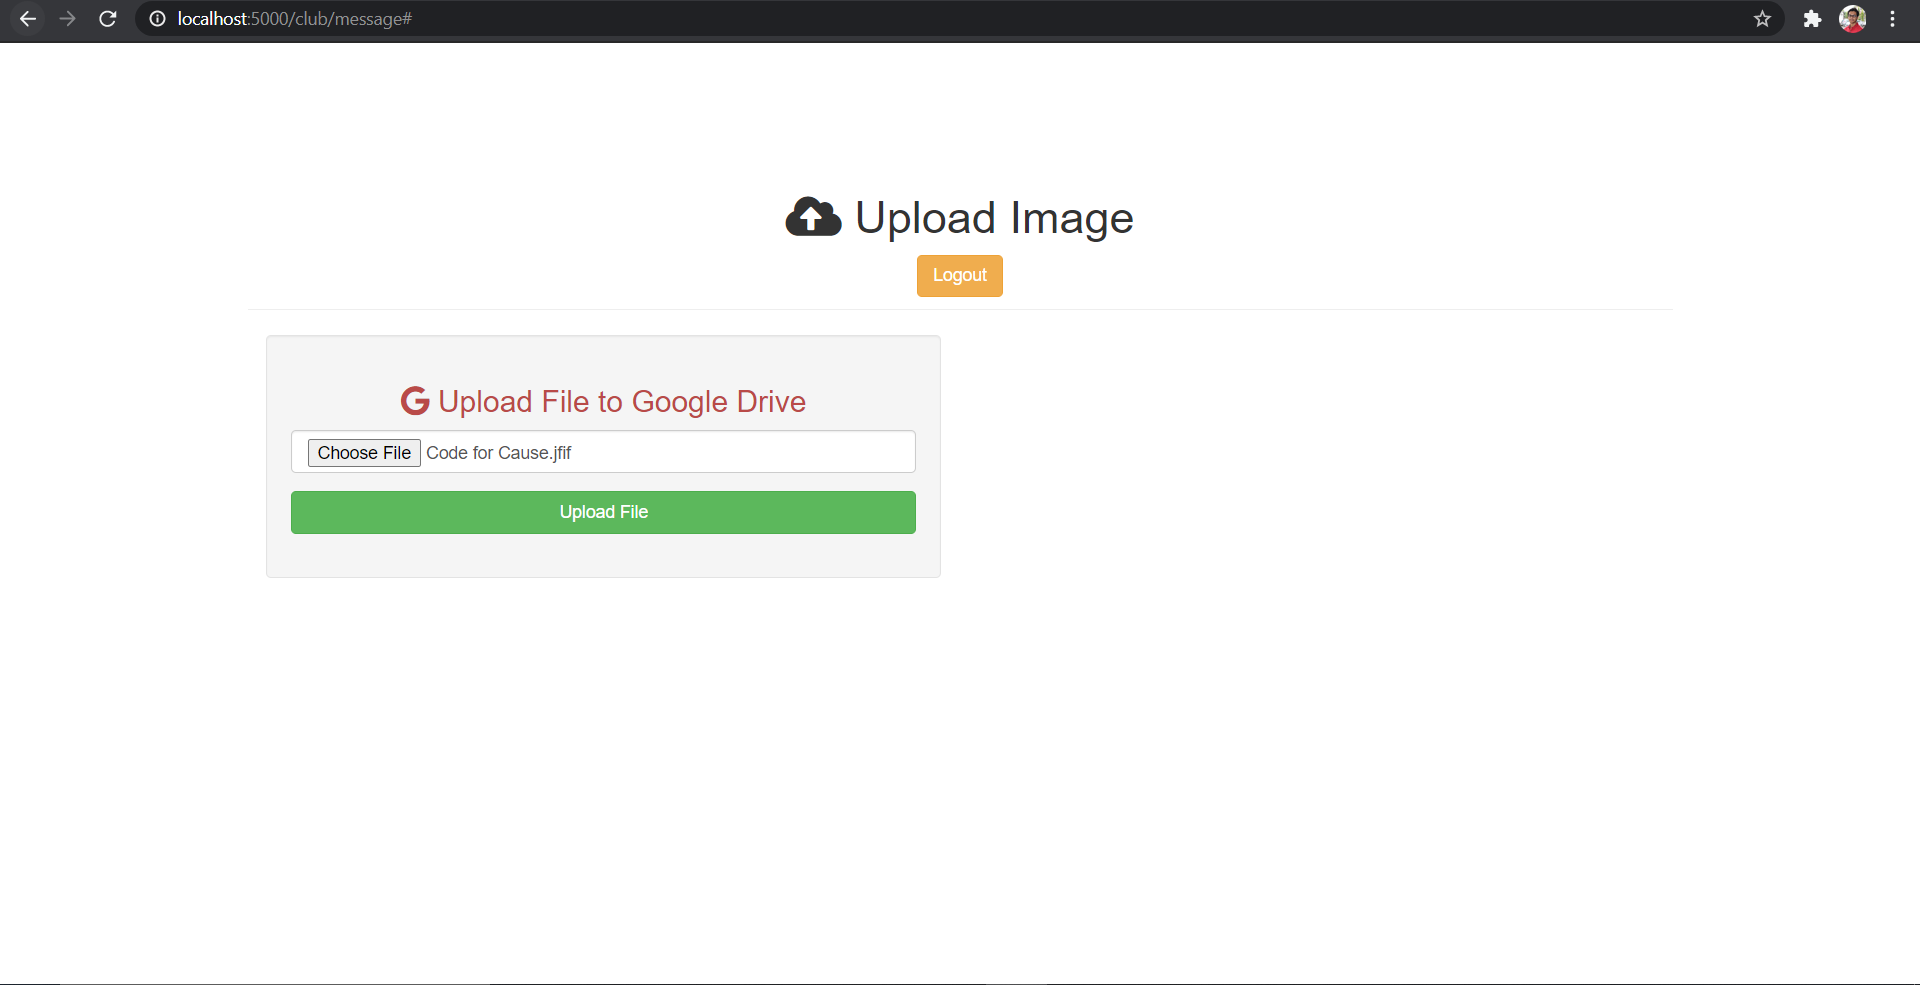 localhost:5000/club/message#
Upload Image
Logout
Upload File to Google Drive
Choose File Code for Cause.jfif
Upload File